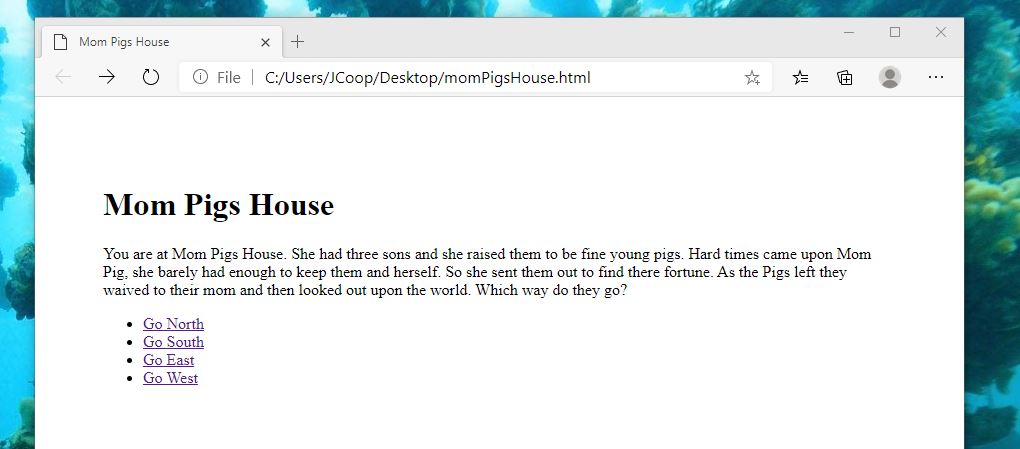 Mom Pigs House
File C:/Users/JCoop/Desktop/momPigsHouse.html
Mom Pigs House
You are at Mom Pigs House. She had three sons and she raised them to be fine young pigs. Hard times came upon Mom
Pig, she barely had enough to keep them and herself. So she sent them out to find there fortune. As the Pigs left they
waived to their mom and then looked out upon the world. Which way do they go?
• Go North
• Go South
• Go East
• Go West